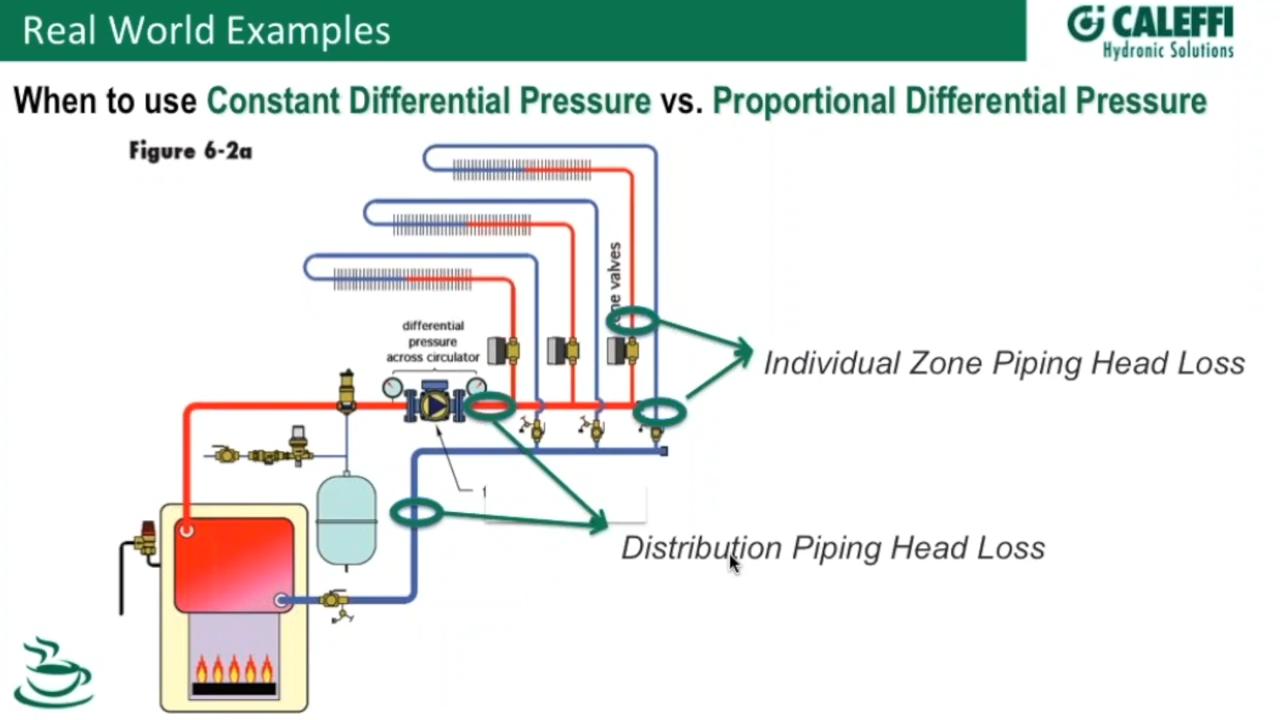 Real World Examples
CALEFFI
Hydronic Solutions
When to use Constant Differential Pressure vs. Proportional Differential Pressure
Figure 6-2a
differential
pressure
across circulator
valves
Individual Zone Piping Head Loss
Distribution Piping Head Loss